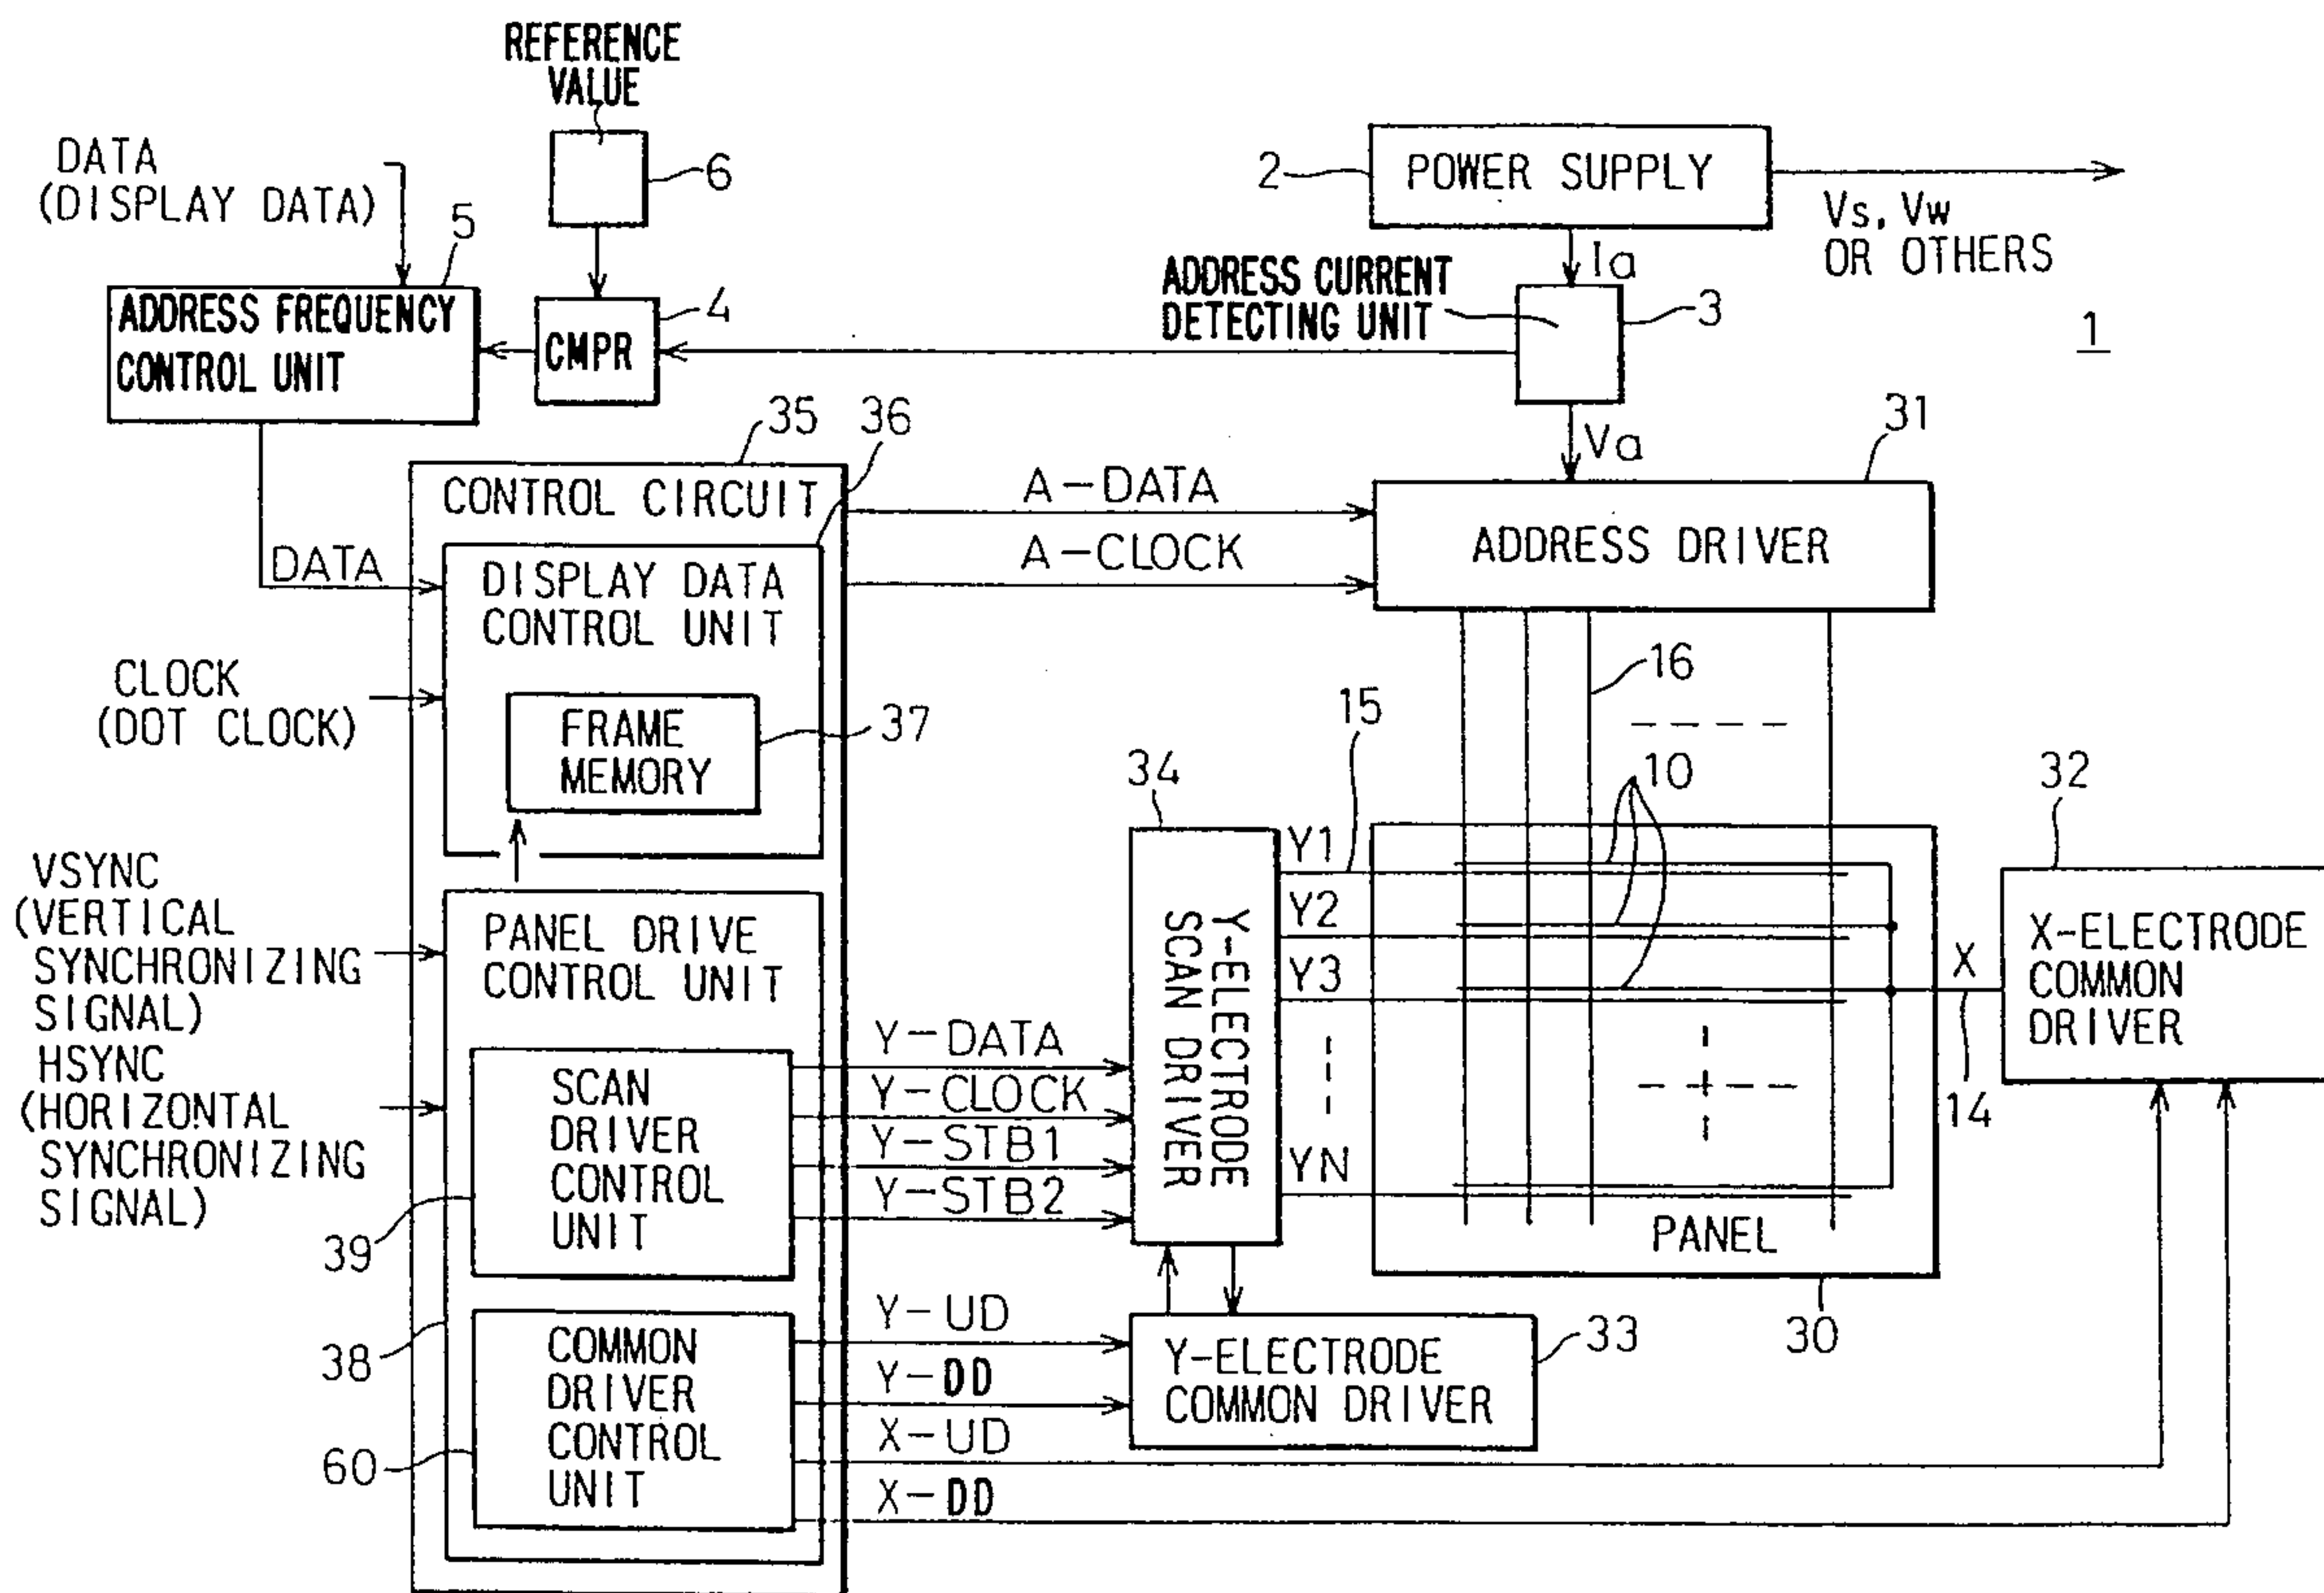 REFERENCE
VALUE
6
DATA
(DISPLAY DATA)
5
ADDRESS FREQUENCY
CONTROL UNIT
4
CMPR
2
POWER SUPPLY
Vs, Vw
OR OTHERS
Ia
ADDRESS CURRENT
DETECTING UNIT
3
1
Va
31
ADDRESS DRIVER
35
36
CONTROL CIRCUIT
A-DATA
A-CLOCK
DATA
DISPLAY DATA
CONTROL UNIT
CLOCK
(DOT CLOCK)
FRAME
MEMORY
37
16
15
10
34
32
VSYNC
(VERTICAL
SYNCHRONIZING
SIGNAL)
HSYNC
(HORIZONTAL
SYNCHRONIZING
SIGNAL)
PANEL DRIVE
CONTROL UNIT
SCAN
DRIVER
CONTROL
UNIT
39
Y-DATA
Y-CLOCK
Y-STB1
Y-STB2
Y-ELECTRODE
SCAN DRIVER
Y1
Y2
Y3
YN
PANEL
30
X
14
X-ELECTRODE
COMMON
DRIVER
38
COMMON
DRIVER
CONTROL
UNIT
60
Y-UD
Y-DD
X-UD
X-DD
Y-ELECTRODE
COMMON DRIVER
33